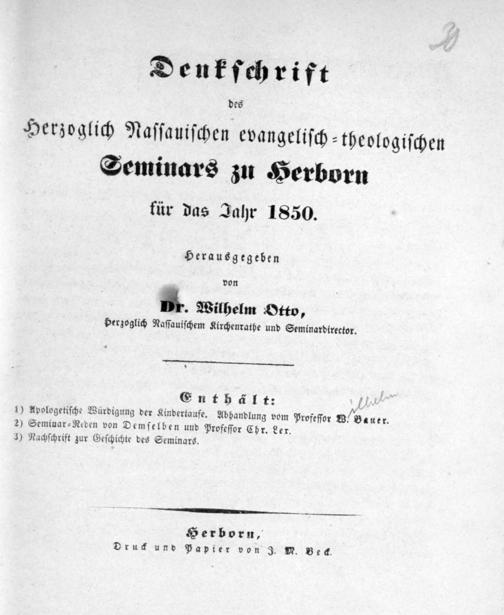 30
Denkschrift
des
Herzoglich Nassauischen evangelisch-theologischen
Seminars zu Herborn
für das Jahr 1850.
Herausgegeben
von
Dr. Wilhelm Otto,
Herzoglich Nassauischem Kirchenrathe und Seminardirector.
Enthält:
ilhelm
1) Apologetische Würdigung der Kindertaufe. Abhandlung vom Professor W. Bauer.
2) Seminar-Reden von Demselben und Professor Chr. Lex.
3) Nachschrift zur Geschichte des Seminars.
Herborn,
Druck und Papier von J. M. Beck.